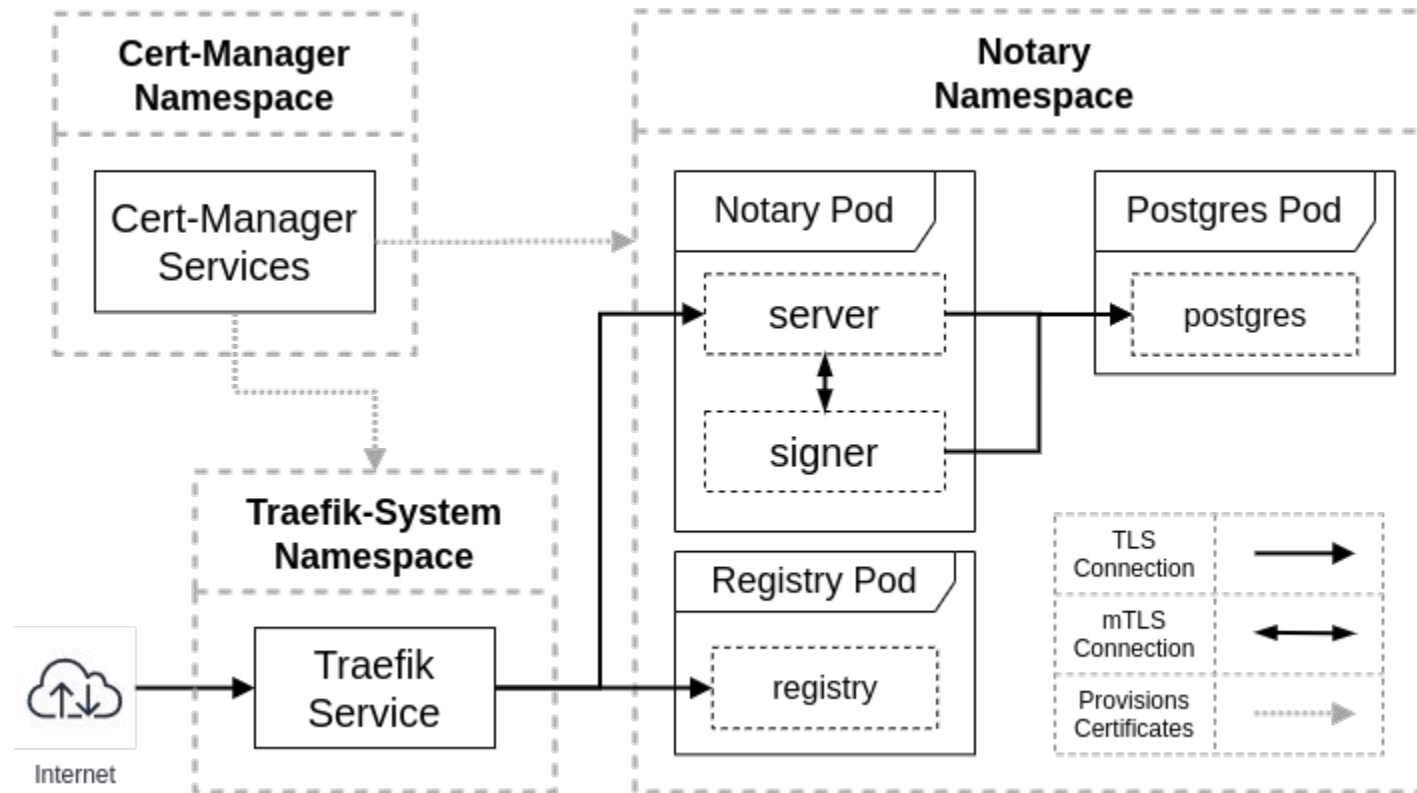 Cert-Manager
Namespace
Notary
Namespace
Cert-Manager
Services
Notary Pod
server
signer
Postgres Pod
postgres
Traefik-System
Namespace
Traefik
Service
Internet
Registry Pod
registry
TLS
Connection
mTLS
Connection
Provisions
Certificates